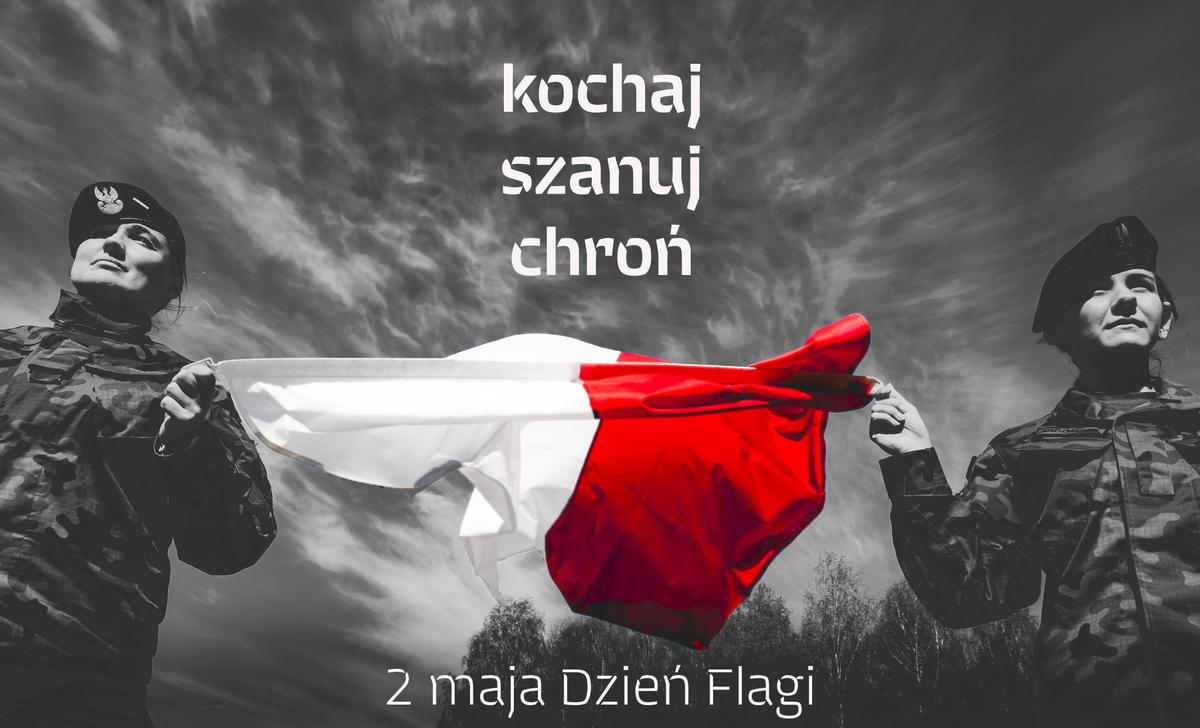 kochaj
szanuj
chroń
2 maja Dzień Flagi